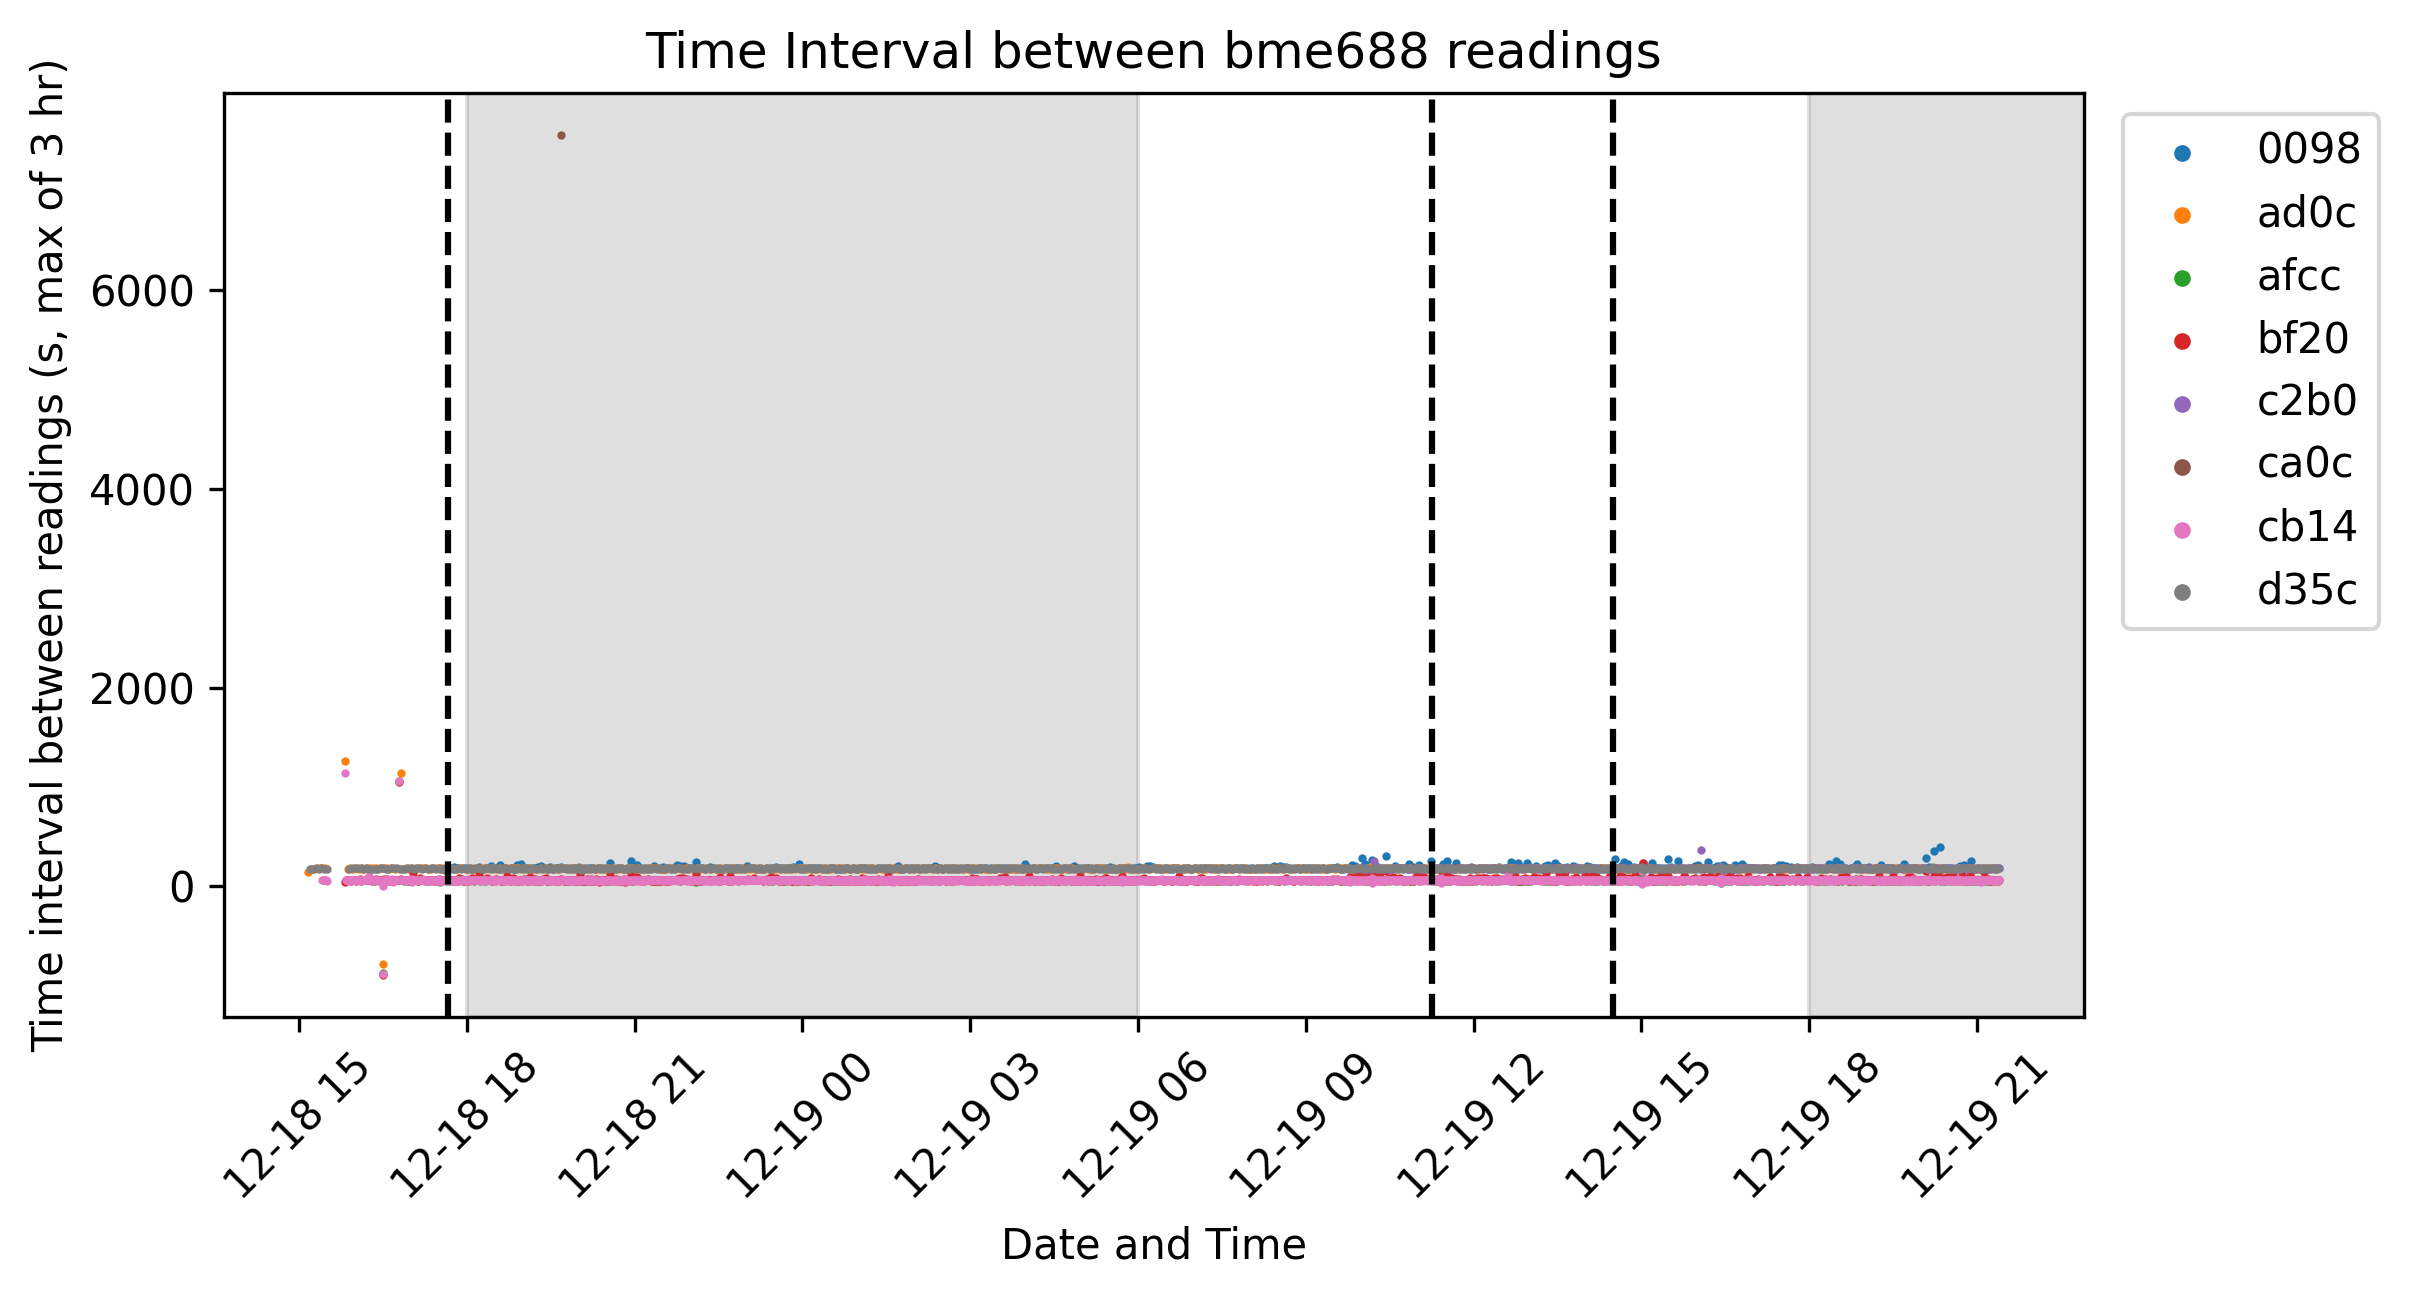 Time Interval between bme688 readings
Time interval between readings (s, max of 3 hr)
6000
4000
2000
0
12-18 15
12-18 18
12-18 21
12-19 00
12-19 03
12-19 06
12-19 09
12-19 12
12-19 15
12-19 18
12-19 21
Date and Time
0098
ad0c
afcc
bf20
c2b0
ca0c
cb14
d35c